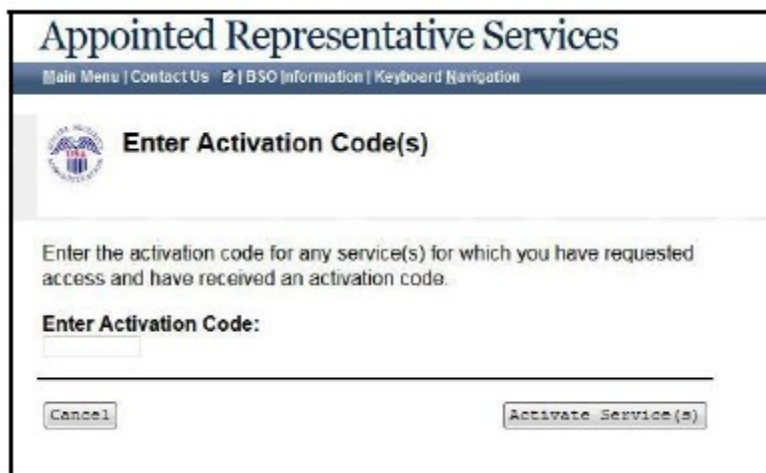 Appointed Representative Services
Main Menu | Contact Us | BSO Information | Keyboard Navigation
USA
Enter Activation Code(s)
Enter the activation code for any service(s) for which you have requested
access and have received an activation code.
Enter Activation Code:
Cancel
Activate Service(s)